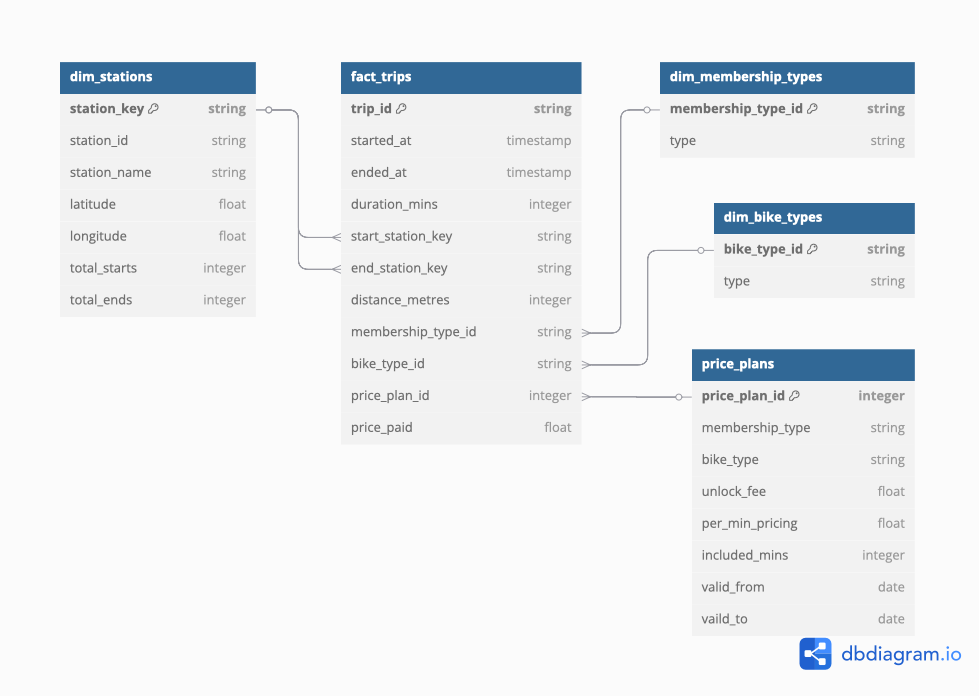 dim_stations
station_key string
station_id string
station_name string
latitude float
longitude float
total_starts integer
total_ends integer
fact_trips
trip_id string
started_at timestamp
ended_at timestamp
duration_mins integer
start_station_key string
end_station_key string
distance_metres integer
membership_type_id string
bike_type_id string
price_plan_id integer
price_paid float
dim_membership_types
membership_type_id string
type string
dim_bike_types
bike_type_id string
type string
price_plans
price_plan_id integer
membership_type string
bike_type string
unlock_fee float
per_min_pricing float
included_mins integer
valid_from date
vaild_to date
dbdiagram.io